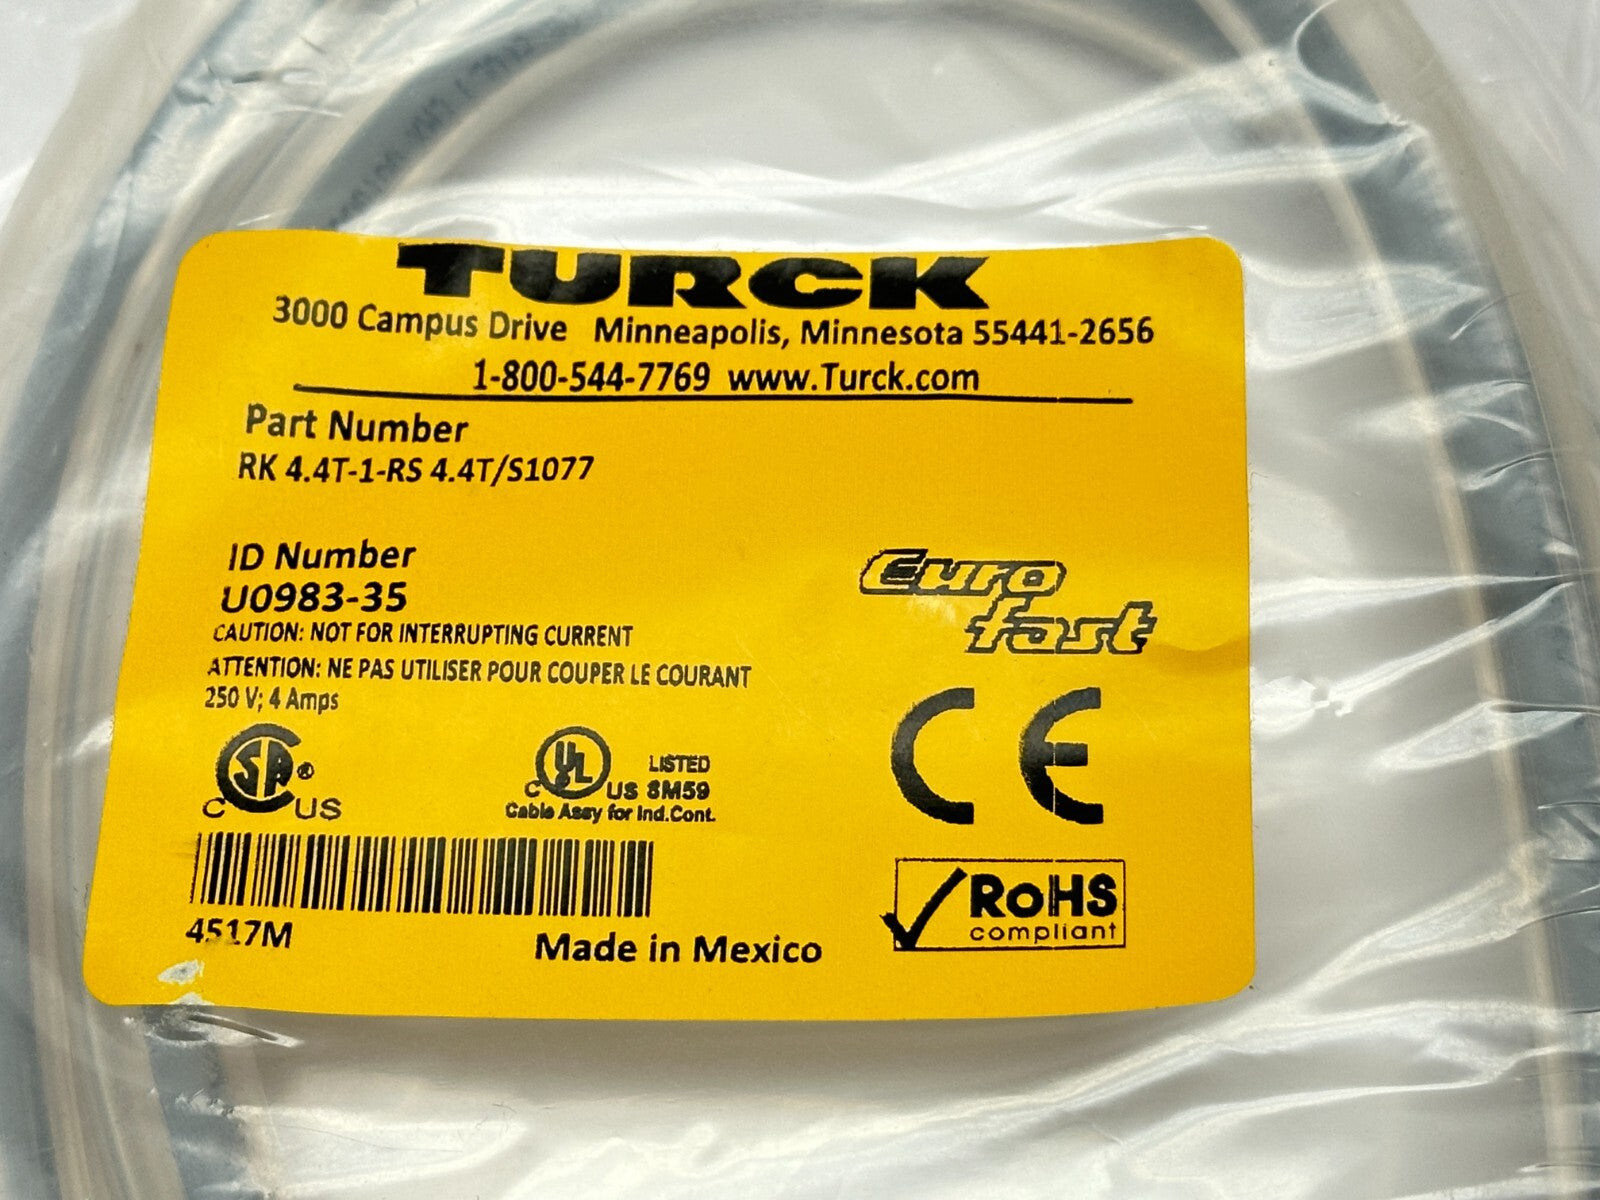 TURCK
3000 Campus Drive Minneapolis, Minnesota 55441-2656
1-800-544-7769 www.Turck.com
Part Number
RK 4.4T-1-RS 4.4T/S1077
ID Number
U0983-35
CAUTION: NOT FOR INTERRUPTING CURRENT
ATTENTION: NE PAS UTILISER POUR COUPER LE COURANT
250 V; 4 Amps
Euro
fast
CE
C SA ® US
C UL US LISTED 8M59
Cable Assy for Ind.Cont.
4517M
Made in Mexico
RoHS
compliant